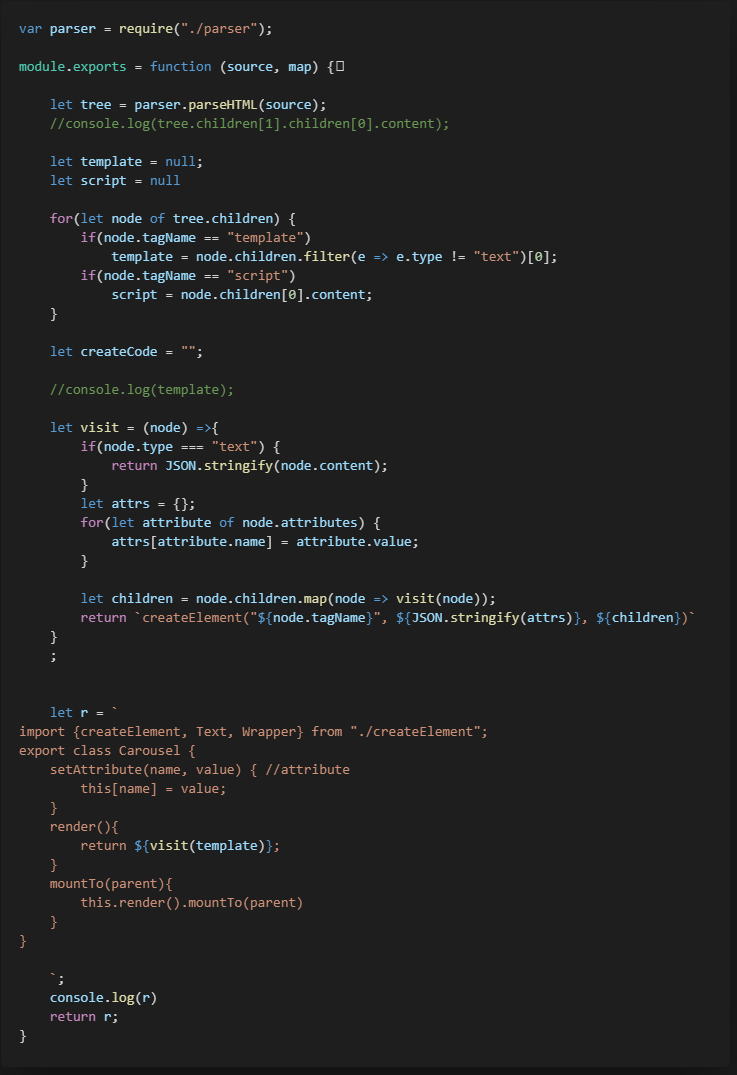 var parser = require("./parser");
module.exports = function (source, map) {
let tree = parser.parseHTML(source);
//console.log(tree.children[1].children[0].content);
let template = null;
let script = null
for(let node of tree.children) {
if(node.tagName == "template")
template = node.children.filter(e => e.type != "text")[0];
if(node.tagName == "script")
script = node.children[0].content;
}
let createCode = "";
//console.log(template);
let visit = (node) =>{
if(node.type === "text") {
return JSON.stringify(node.content);
}
let attrs = {};
for(let attribute of node.attributes) {
attrs[attribute.name] = attribute.value;
}
let children = node.children.map(node => visit(node));
return `createElement("${node.tagName}", ${JSON.stringify(attrs)}, ${children})`
}
;
let r = `
import {createElement, Text, Wrapper} from "./createElement";
export class Carousel {
setAttribute(name, value) { //attribute
this[name] = value;
}
render(){
return ${visit(template)};
}
mountTo(parent){
this.render().mountTo(parent)
}
}
`;
console.log(r)
return r;
}